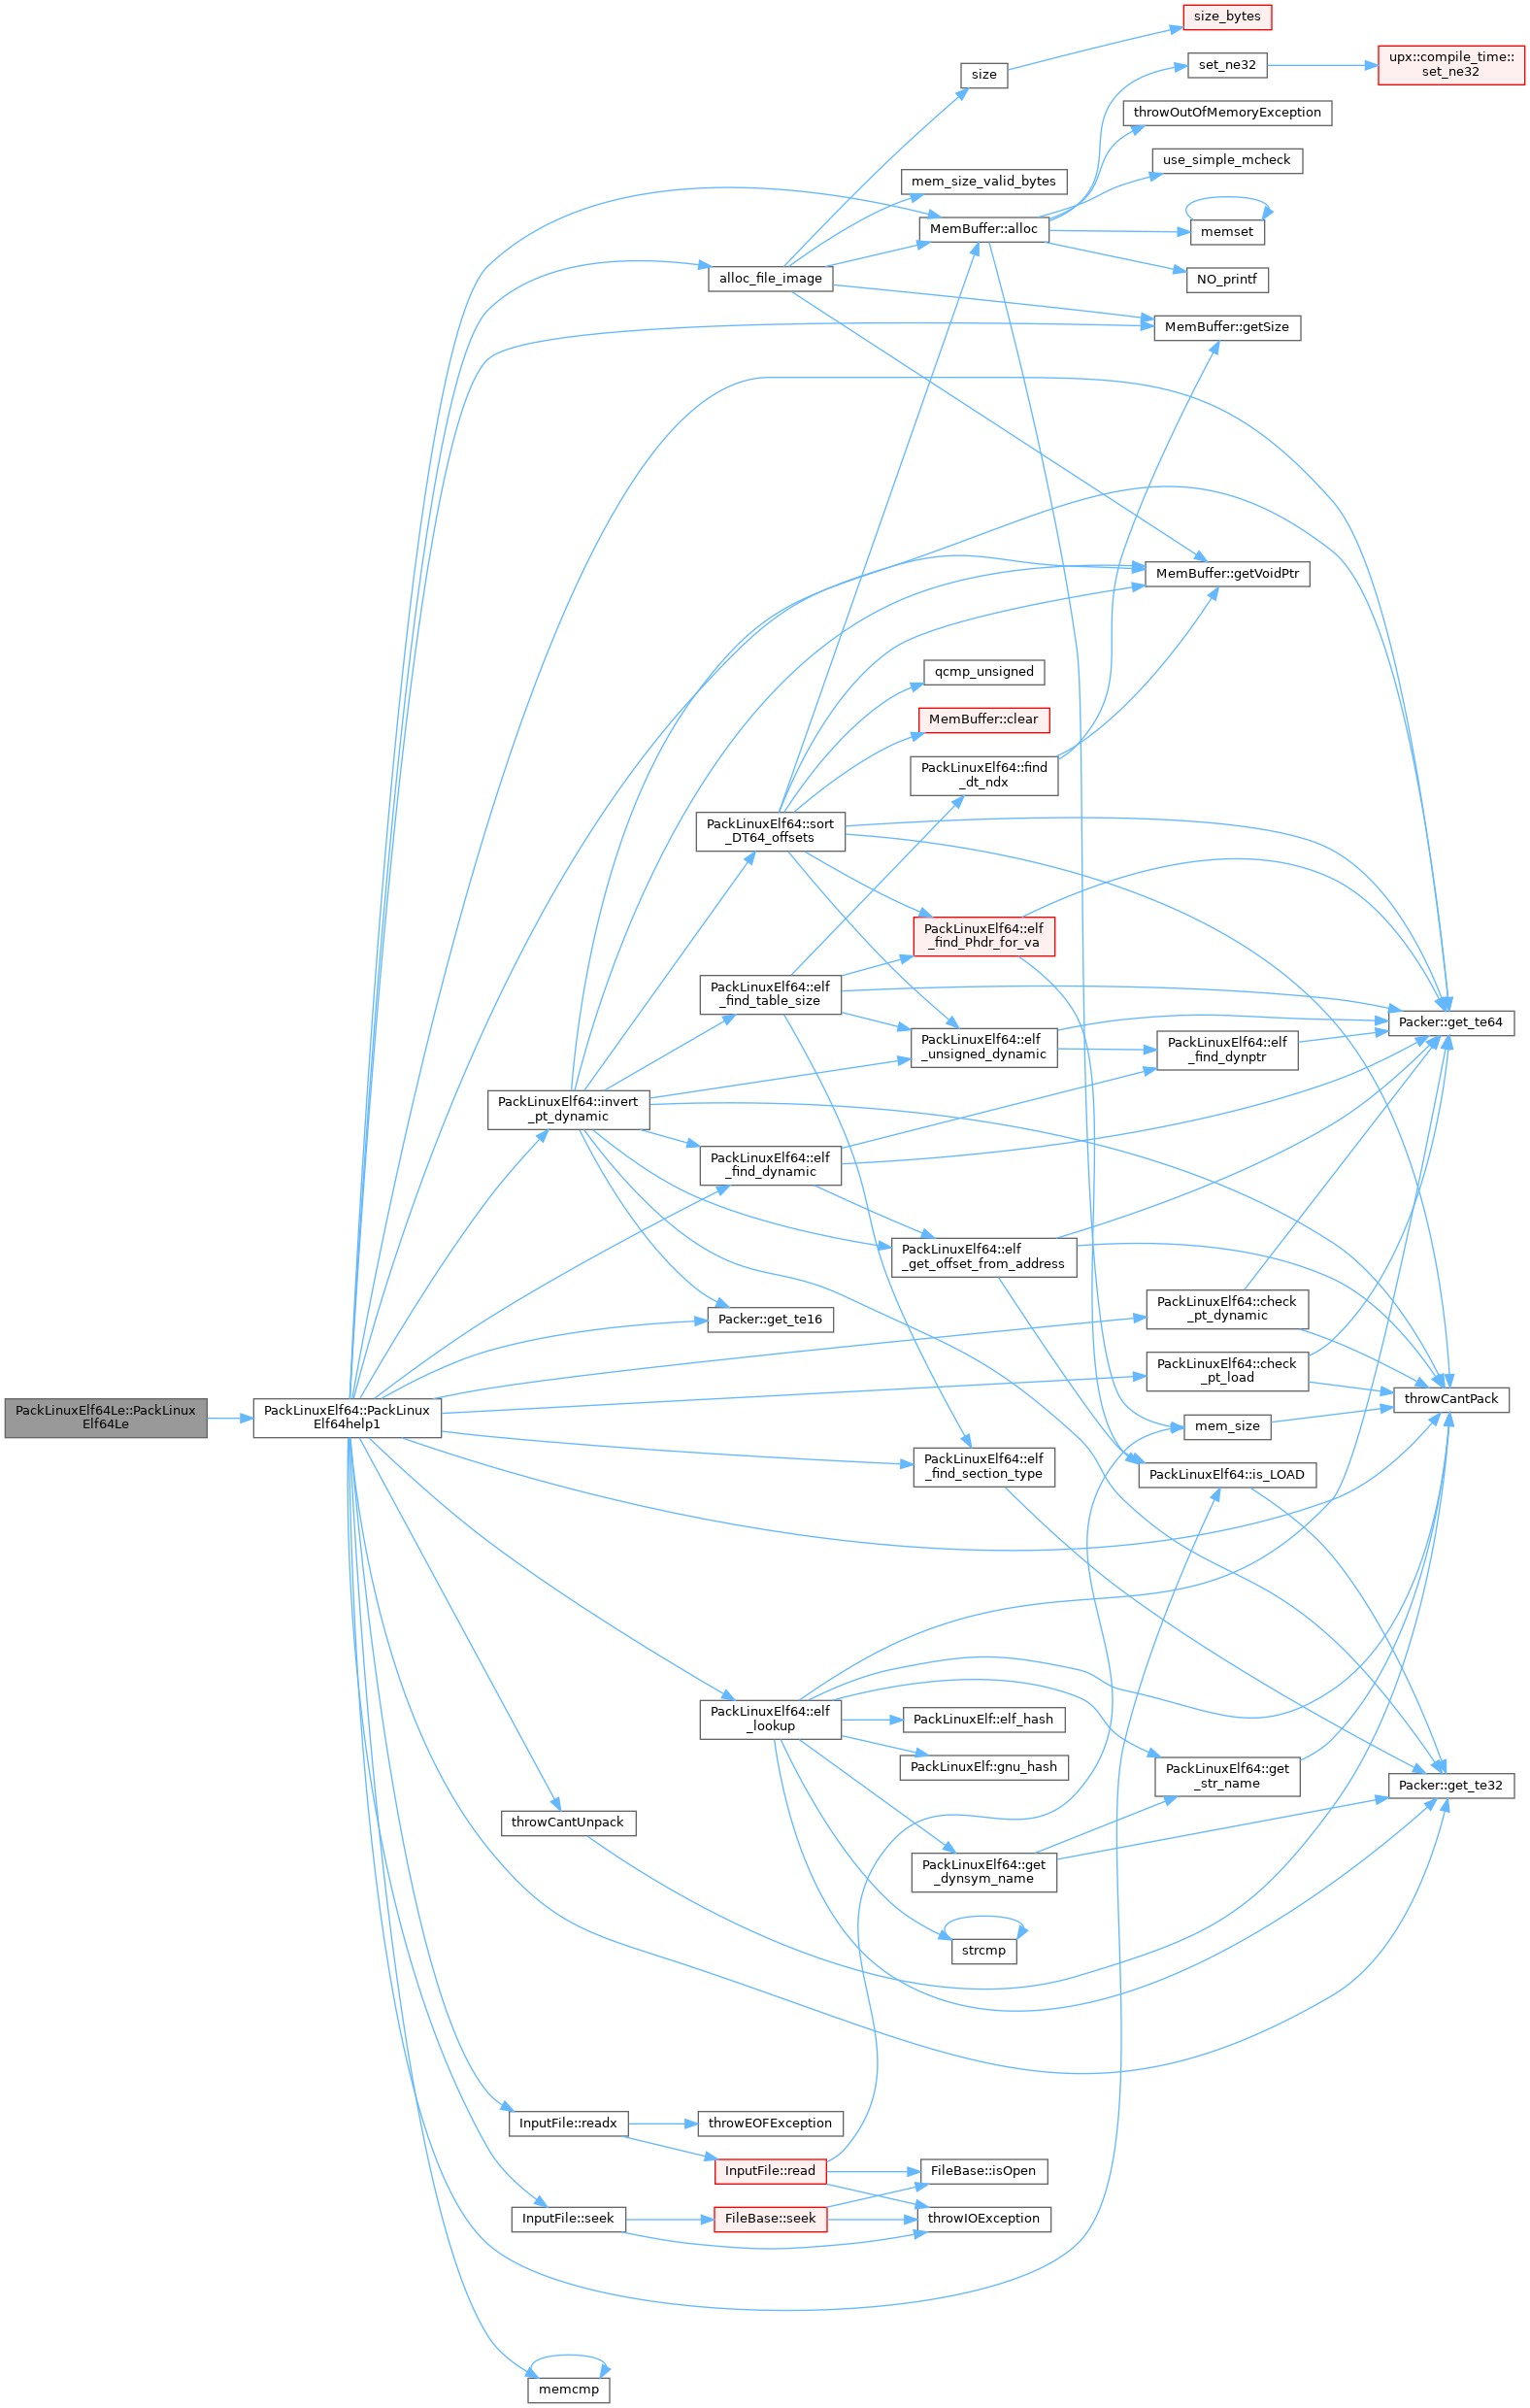 size_bytes
set_ne32
upx::compile_time::
set_ne32
size
throwOutOfMemoryException
use_simple_mcheck
mem_size_valid_bytes
MemBuffer::alloc
memset
alloc_file_image
NO_printf
MemBuffer::getSize
MemBuffer::getVoidPtr
qcmp_unsigned
MemBuffer::clear
PackLinuxElf64::find
_dt_ndx
PackLinuxElf64::sort
_DT64_offsets
PackLinuxElf64::elf
_find_Phdr_for_va
PackLinuxElf64::elf
_find_table_size
Packer::get_te64
PackLinuxElf64::elf
_unsigned_dynamic
PackLinuxElf64::elf
_find_dynptr
PackLinuxElf64::invert
_pt_dynamic
PackLinuxElf64::elf
_find_dynamic
PackLinuxElf64::elf
_get_offset_from_address
PackLinuxElf64::check
_pt_dynamic
Packer::get_te16
PackLinuxElf64::check
_pt_load
PackLinuxElf64Le::PackLinux
Elf64Le
PackLinuxElf64::PackLinux
Elf64help1
throwCantPack
mem_size
PackLinuxElf64::elf
_find_section_type
PackLinuxElf64::is_LOAD
PackLinuxElf64::elf
_lookup
PackLinuxElf::elf_hash
PackLinuxElf::gnu_hash
PackLinuxElf64::get
_str_name
Packer::get_te32
throwCantUnpack
PackLinuxElf64::get
_dynsym_name
strcmp
InputFile::readx
throwEOFException
InputFile::read
FileBase::isOpen
InputFile::seek
FileBase::seek
throwIOException
memcmp